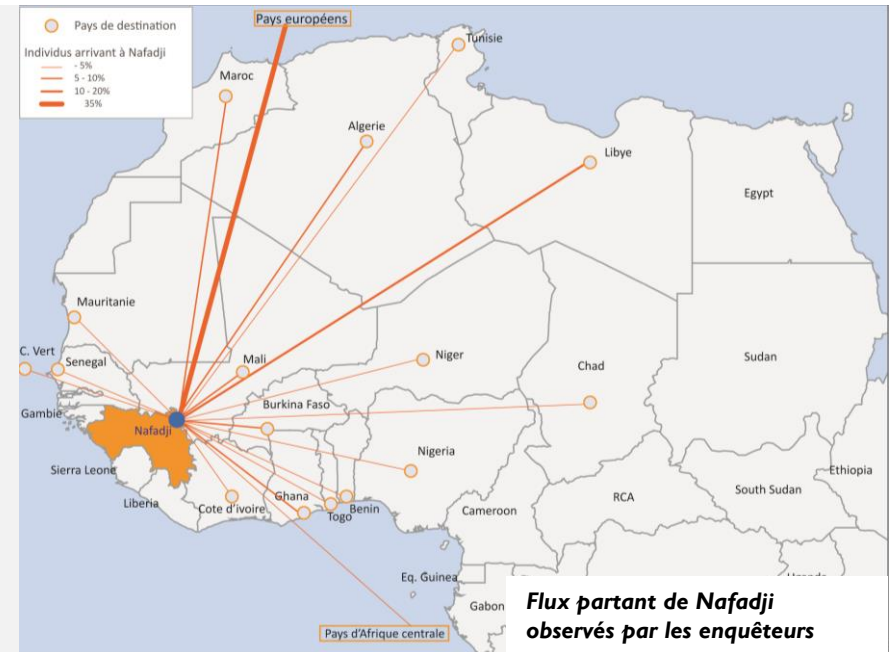 Pays européens
Pays de destination
Individus arrivant à Nafadji
- 5%
5 - 10%
10 - 20%
35%
Tunisie
Maroc
Algerie
Libye
Egypt
Mauritanie
C. Vert
Senegal
Mali
Niger
Chad
Sudan
Gambie
Nafadji
Burkina Faso
Nigeria
Sierra Leone
Liberia
Cote d'ivoire
Ghana
Togo
Benin
Cameroon
RCA
South Sudan
Ethiopia
Eq. Guinea
Gabon
Pays d'Afrique centrale
Flux partant de Nafadji
observés par les enquêteurs